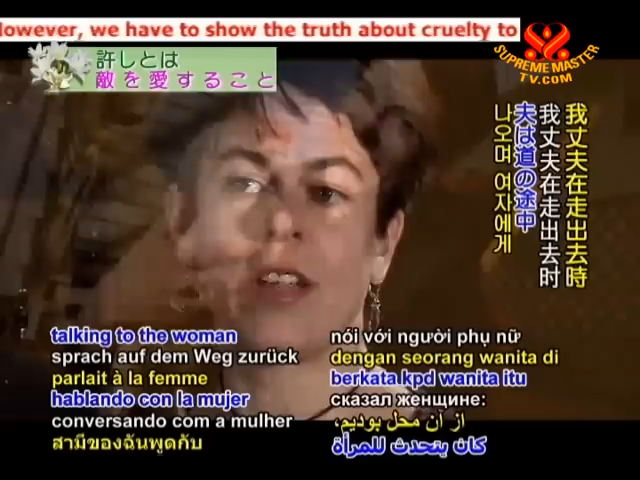 However, we have to show the truth about cruelty to
SUPREME MASTER
TV.COM
許しとは
敵を愛すること
我丈夫在走出去時
我丈夫在走出去时
夫は道の途中
나오며 여자에게
talking to the woman
sprach auf dem Weg zurück
parlait à la femme
hablando con la mujer
conversando com a mulher
สามีของฉันพูดกับ
nói với người phụ nữ
dengan seorang wanita di
berkata kpd wanita itu
сказал женщине:
از آن محل بودیم،
كان يتحدث للمرأة